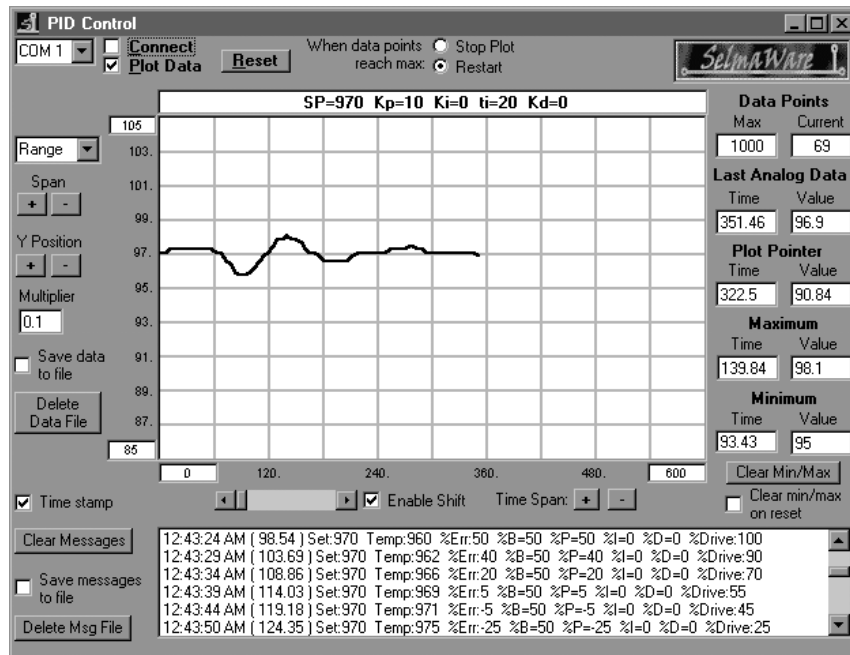 PID Control
COM 1
Connect
Plot Data
Reset
When data points
reach max:
Stop Plot
Restart
SelmaWare
SP=970 Kp=10 Ki=0 ti=20 Kd=0
Range
Span
+ -
Y Position
+ -
Multiplier
0.1
Save data
to file
Delete
Data File
105
103.
101.
99.
97.
95.
93.
91.
89.
87.
85
0 120. 240. 360. 480. 600
Data Points
Max Current
1000 69
Last Analog Data
Time Value
351.46 96.9
Plot Pointer
Time Value
322.5 90.84
Maximum
Time Value
139.84 98.1
Minimum
Time Value
93.43 95
Clear Min/Max
Clear min/max
on reset
Time stamp
Enable Shift
Time Span: + -
Clear Messages
Save messages
to file
Delete Msg File
12:43:24 AM ( 98.54 ) Set:970 Temp:960 %Err:50 %B=50 %P=50 %I=0 %D=0 %Drive:100
12:43:29 AM ( 103.69 ) Set:970 Temp:962 %Err:40 %B=50 %P=40 %I=0 %D=0 %Drive:90
12:43:34 AM ( 108.86 ) Set:970 Temp:966 %Err:20 %B=50 %P=20 %I=0 %D=0 %Drive:70
12:43:39 AM ( 114.03 ) Set:970 Temp:969 %Err:5 %B=50 %P=5 %I=0 %D=0 %Drive:55
12:43:44 AM ( 119.18 ) Set:970 Temp:971 %Err:-5 %B=50 %P=-5 %I=0 %D=0 %Drive:45
12:43:50 AM ( 124.35 ) Set:970 Temp:975 %Err:-25 %B=50 %P=-25 %I=0 %D=0 %Drive:25